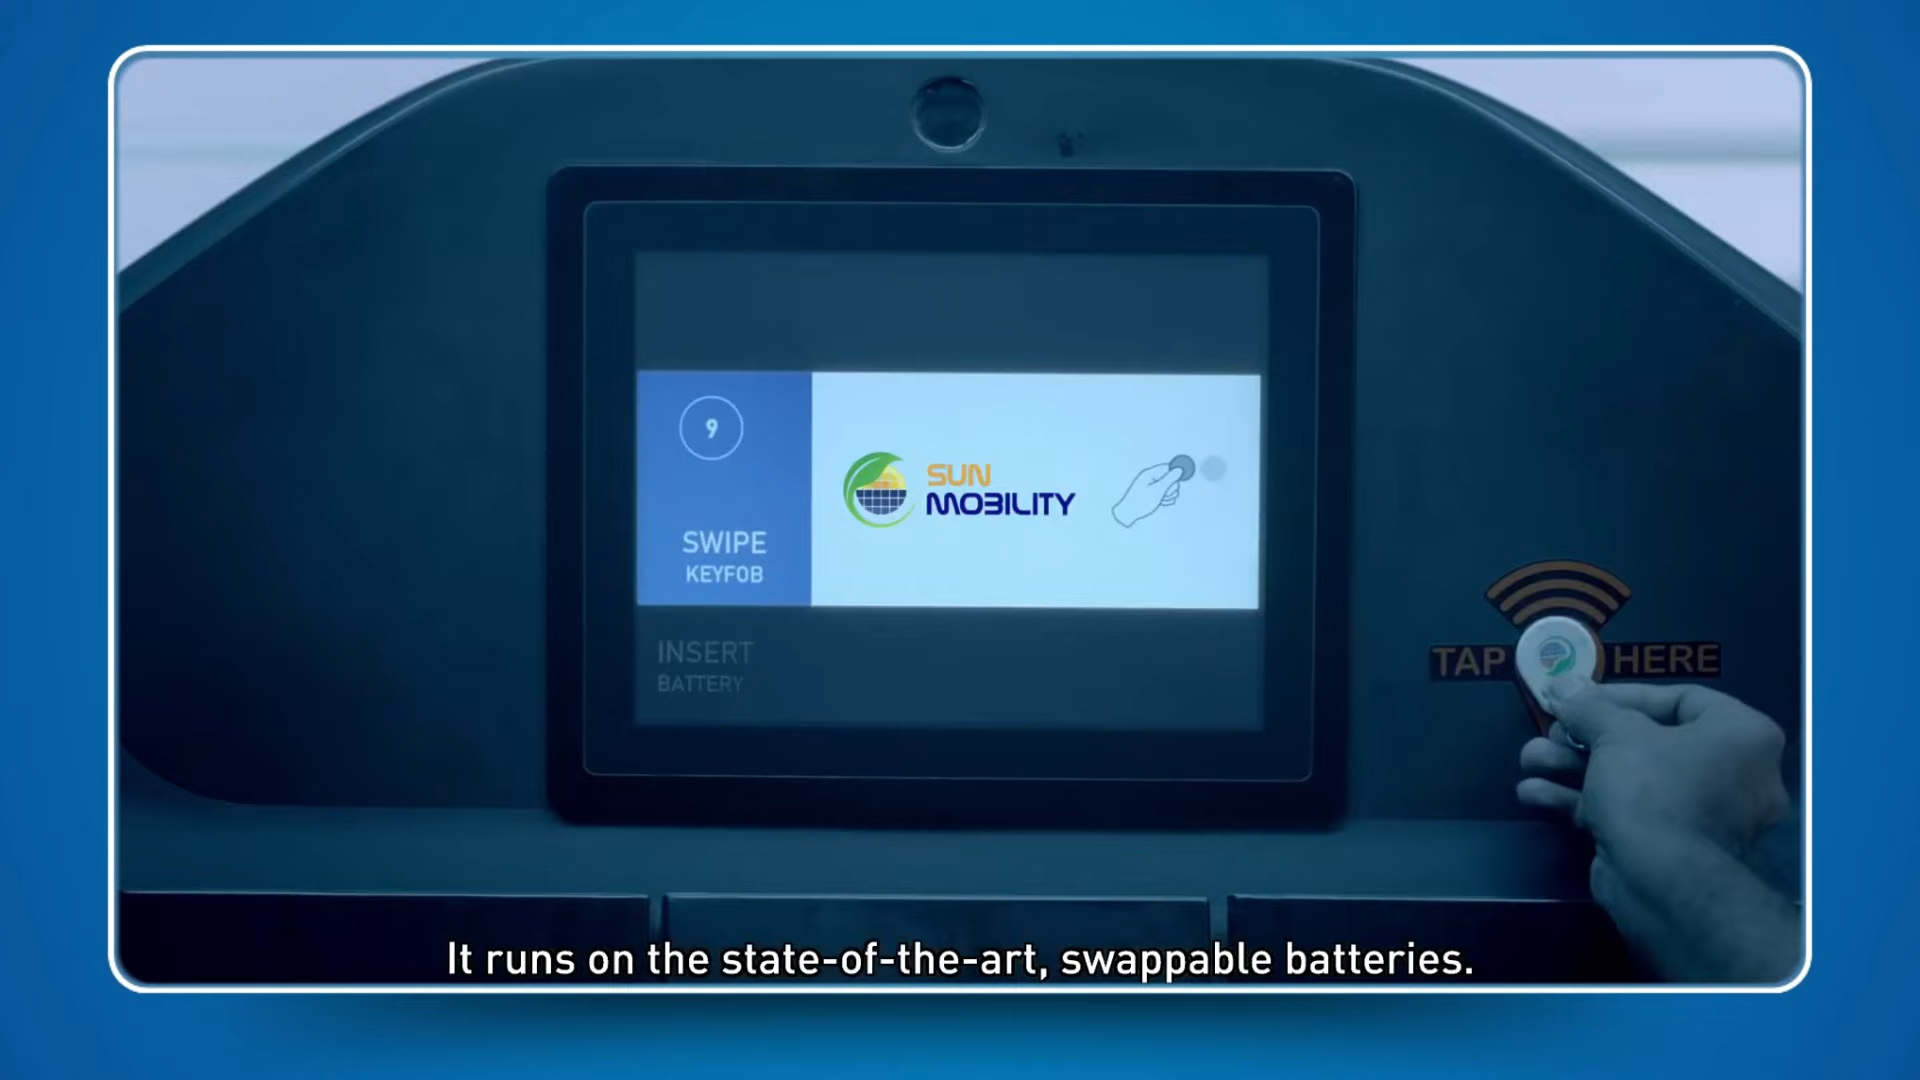 9
SUN
MOBILITY
SWIPE
KEYFOB
INSERT
BATTERY
TAP HERE
It runs on the state-of-the-art, swappable batteries.